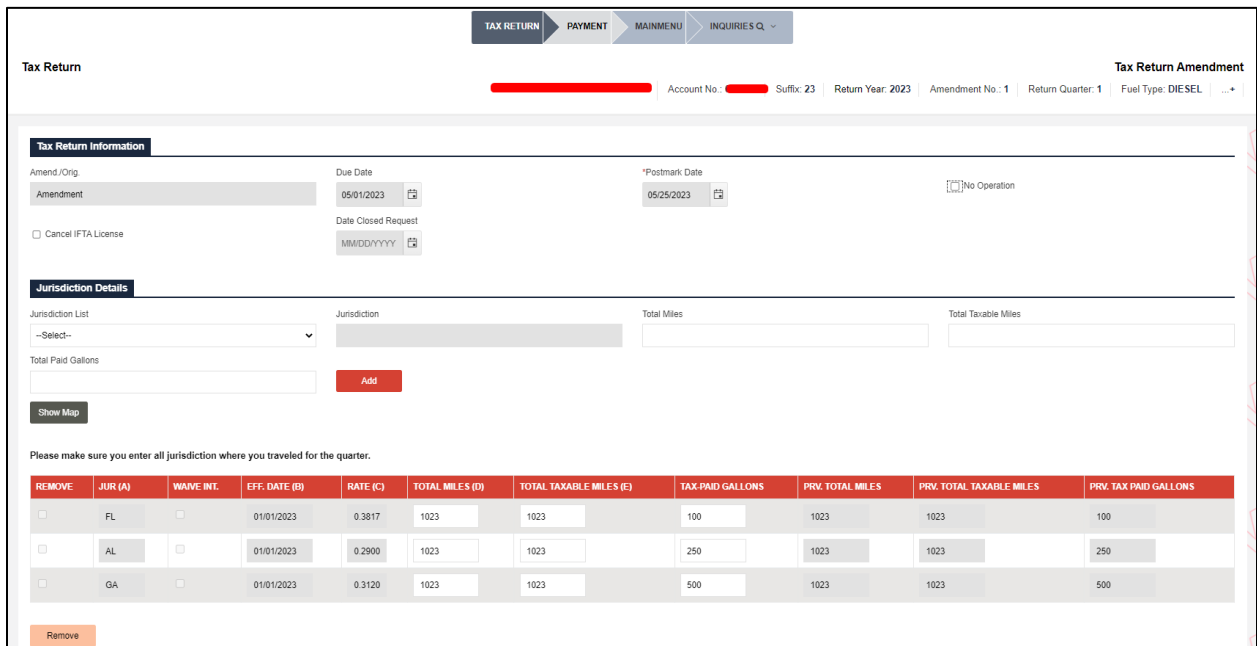 TAX RETURN PAYMENT MAINMENU INQUIRIES
Tax Return Tax Return Amendment
Account No.: Suffix: 23 Return Year: 2023 Amendment No.: 1 Return Quarter: 1 Fuel Type: DIESEL ...+
Tax Return Information
Amend./Orig. Due Date *Postmark Date
Amendment 05/01/2023 05/25/2023 No Operation
Date Closed Request
Cancel IFTA License MM/DD/YYYY
Jurisdiction Details
Jurisdiction List Jurisdiction Total Miles Total Taxable Miles
--Select--
Total Paid Gallons
Add
Show Map
Please make sure you enter all jurisdiction where you traveled for the quarter.
REMOVE JUR (A) WAIVE INT. EFF. DATE (B) RATE (C) TOTAL MILES (D) TOTAL TAXABLE MILES (E) TAX-PAID GALLONS PRV. TOTAL MILES PRV. TOTAL TAXABLE MILES PRV. TAX PAID GALLONS
FL 01/01/2023 0.3817 1023 1023 100 1023 1023 100
AL 01/01/2023 0.2900 1023 1023 250 1023 1023 250
GA 01/01/2023 0.3120 1023 1023 500 1023 1023 500
Remove